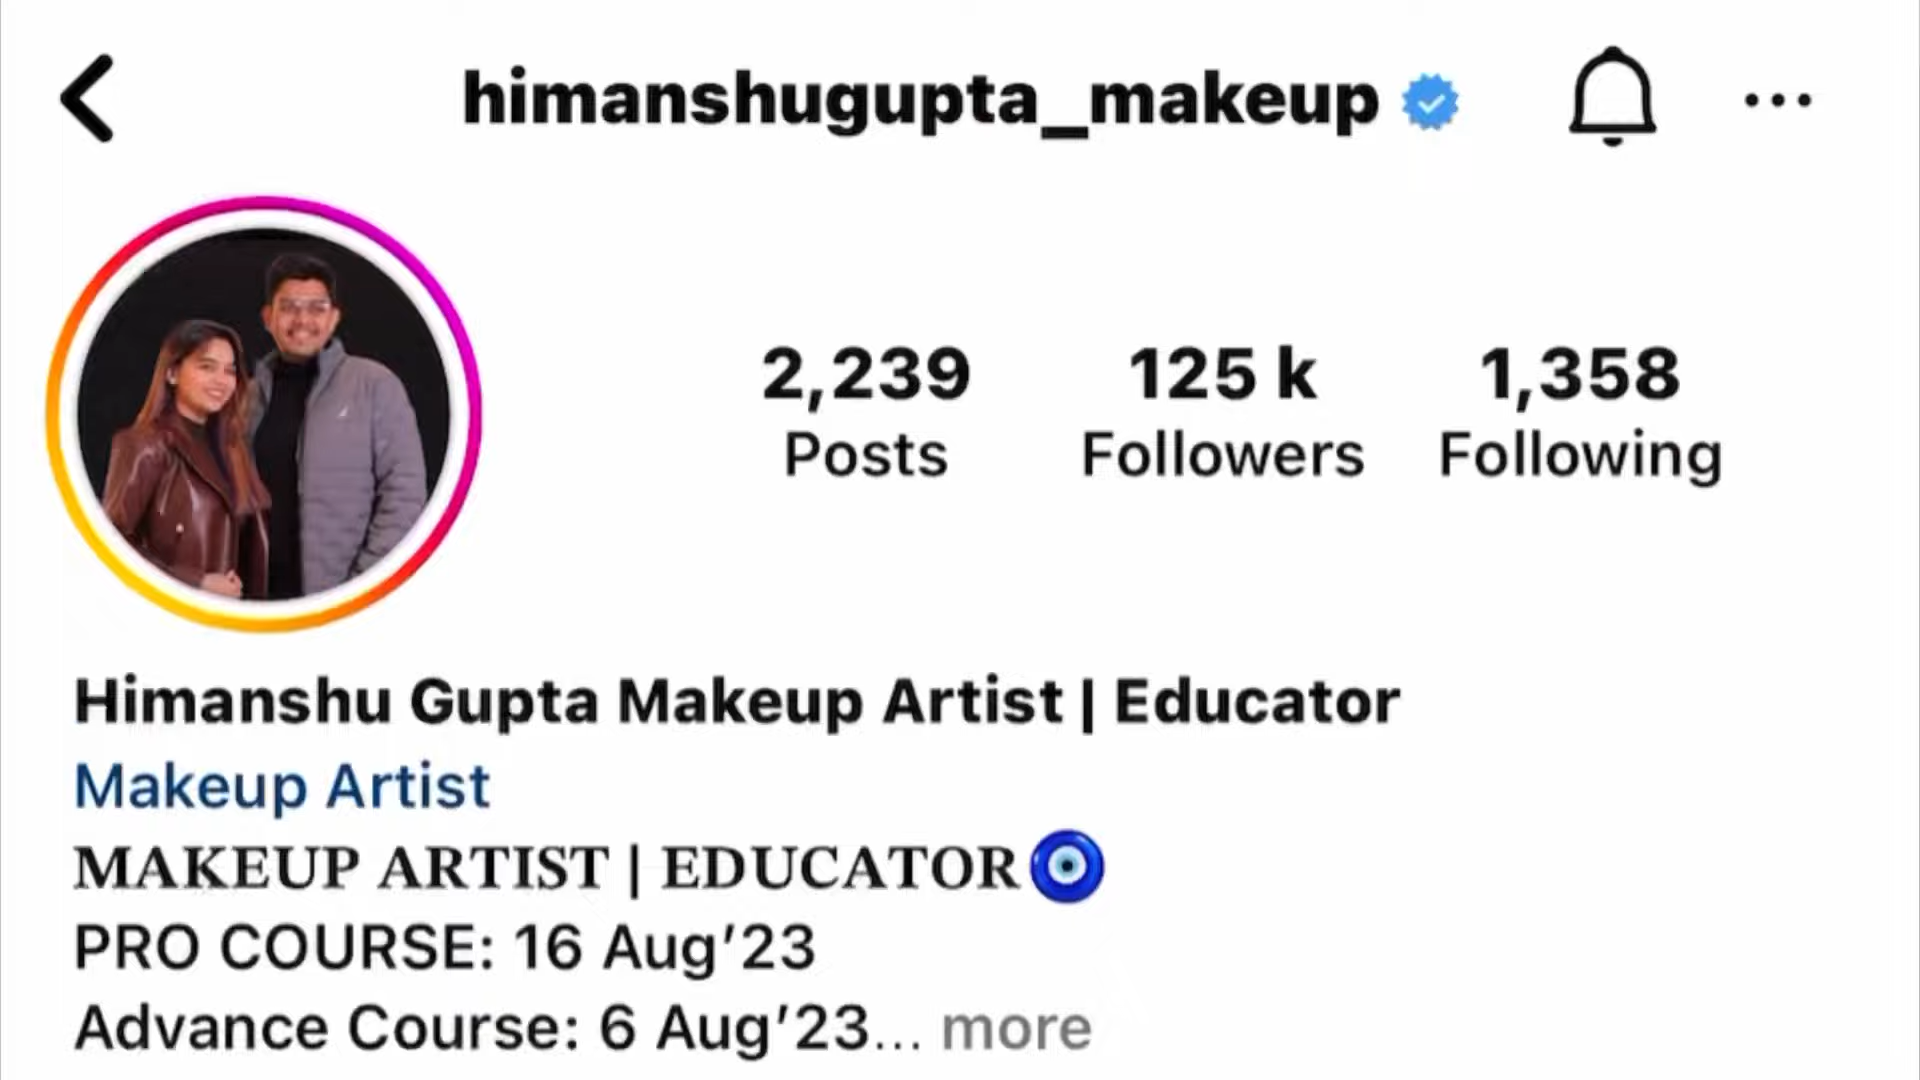 himanshugupta_makeup
2,239 125 k 1,358
Posts Followers Following
Himanshu Gupta Makeup Artist | Educator
Makeup Artist
MAKEUP ARTIST | EDUCATOR
PRO COURSE: 16 Aug'23
Advance Course: 6 Aug'23... more